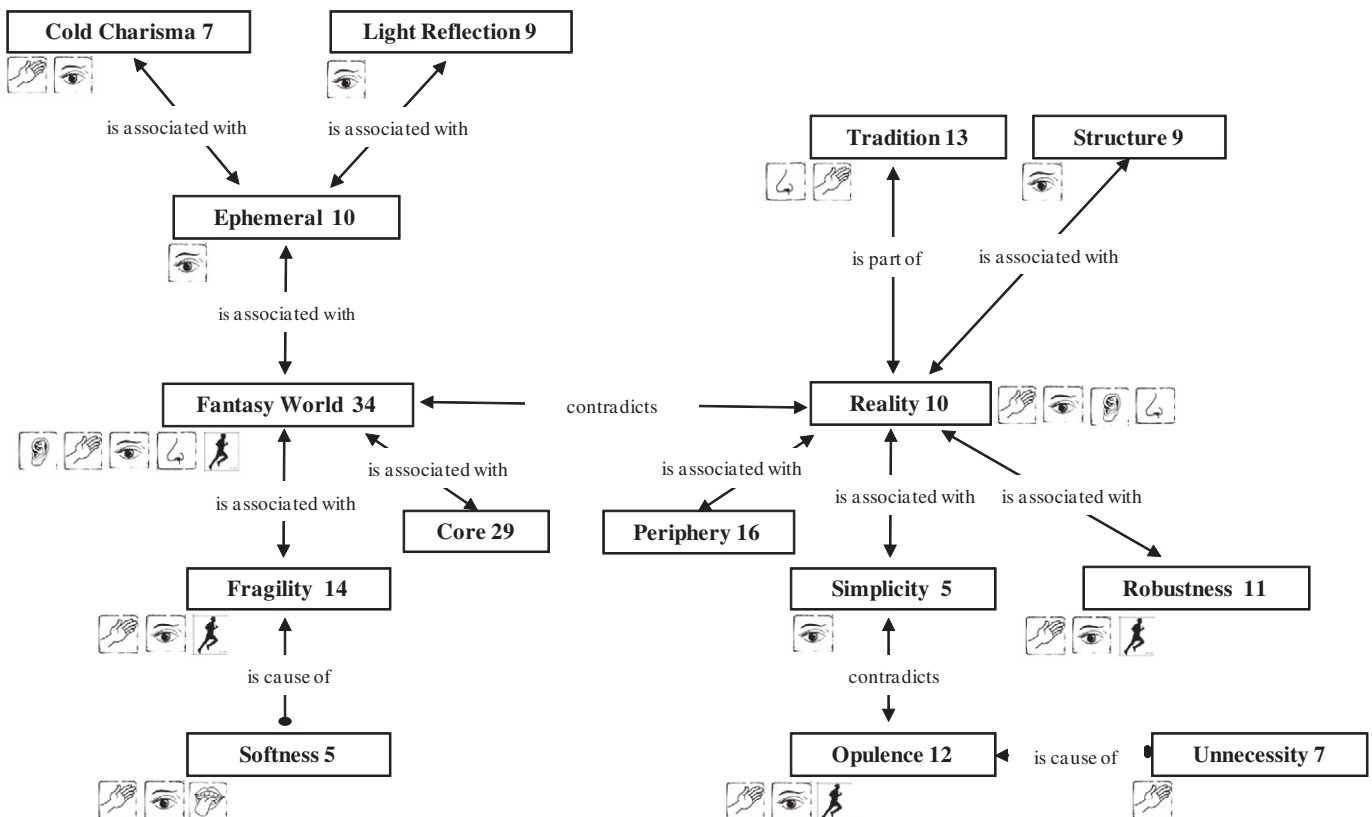 Cold Charisma 7
Light Reflection 9
is associated with
is associated with
Tradition 13
Structure 9
Ephemeral 10
is part of
is associated with
is associated with
Fantasy World 34
contradicts
Reality 10
is associated with
is associated with
is associated with
is associated with
is associated with
Core 29
Periphery 16
Fragility 14
Simplicity 5
Robustness 11
is cause of
contradicts
Softness 5
Opulence 12
is cause of
Unnecessity 7